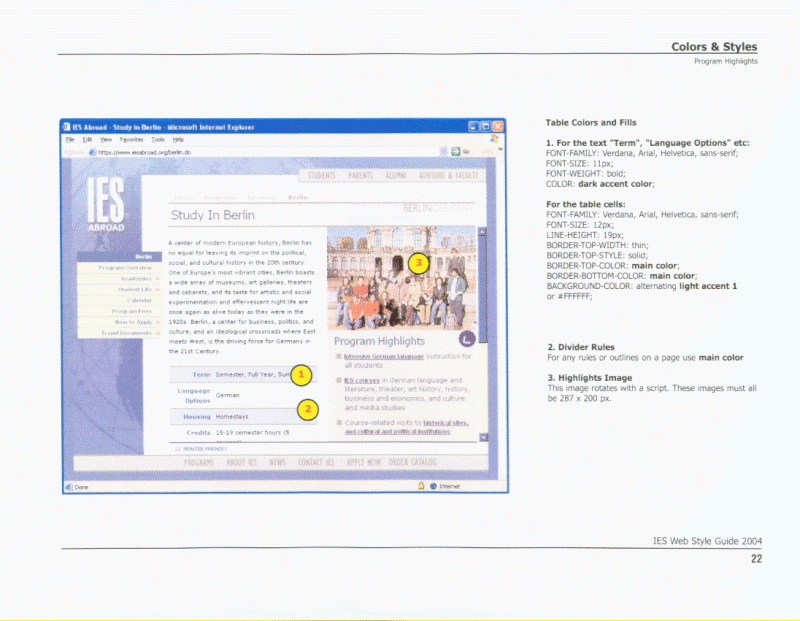 Colors & Styles
Program Highlights
IES Abroad - Study in Berlin - Microsoft Internet Explorer
File Edit View Favorites Tools Help
https://www.iesabroad.org/berlin.do
Go
STUDENTS PARENTS ALUMNI ADVISORS & FACULTY
IES
ABROAD
Berlin
BERLIN GERMANY
Study In Berlin
A center of modern European history, Berlin has
no equal for leaving its imprint on the political,
social, and cultural history in the 20th century.
One of Europe's most vibrant cities, Berlin boasts
a wide array of museums, art galleries, theaters
and cabarets, and its taste for artistic and social
experimentation and effervescent night life are
once again as alive today as they were in the
1920s. Berlin, a center for business, politics, and
culture, and an ideological crossroads where East
meets West, is the driving force for Germany in
the 21st Century.
Berlin
Program Overview
Academics
Student Life
Calendar
Program Fees
How to Apply
Travel Documents
Term Semester, Full Year,
1
Language
Options German
2
Housing Homestays
Credits 15-19 semester hours (5
PRINTER-FRIENDLY
3
Program Highlights
Intensive German language instruction for
all students
IES courses in German language and
literature, theater, art history, history,
business and economics, and culture
and media studies
Course-related visits to historical sites,
and cultural and political institutions.
PROGRAMS ABOUT IES NEWS CONTACT IES APPLY NOW ORDER CATALOG
Done
Internet
Table Colors and Fills
1. For the text "Term", "Language Options" etc:
FONT-FAMILY: Verdana, Arial, Helvetica, sans-serif;
FONT-SIZE: 11px;
FONT-WEIGHT: bold;
COLOR: dark accent color;
For the table cells:
FONT-FAMILY: Verdana, Arial, Helvetica, sans-serif;
FONT-SIZE: 12px;
LINE-HEIGHT: 19px;
BORDER-TOP-WIDTH: thin;
BORDER-TOP-STYLE: solid;
BORDER-TOP-COLOR: main color;
BORDER-BOTTOM-COLOR: main color;
BACKGROUND-COLOR: alternating light accent 1
or #FFFFFF;
2. Divider Rules
For any rules or outlines on a page use main color
3. Highlights Image
This image rotates with a script. These images must all
be 287 x 200 px.
IES Web Style Guide 2004
22